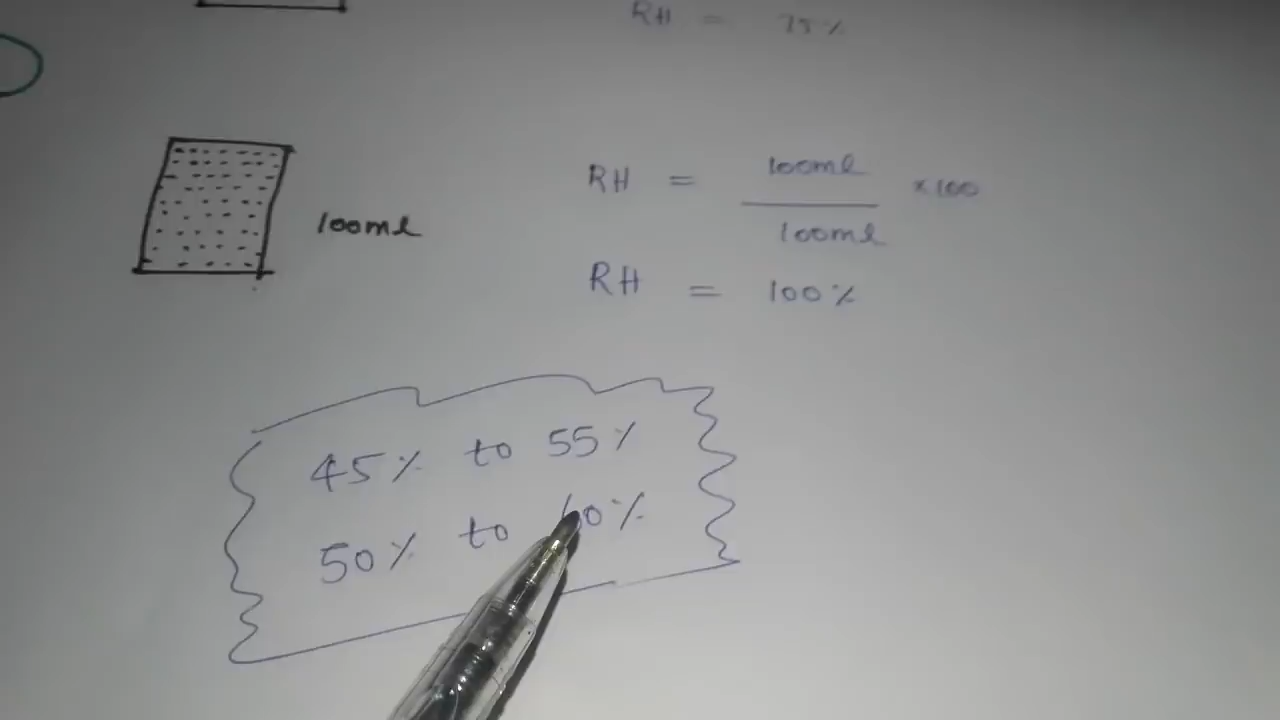 RH = 75%
RH = 100ml / 100ml ×100
100ml
RH = 100%
45% to 55%
50% to 60%